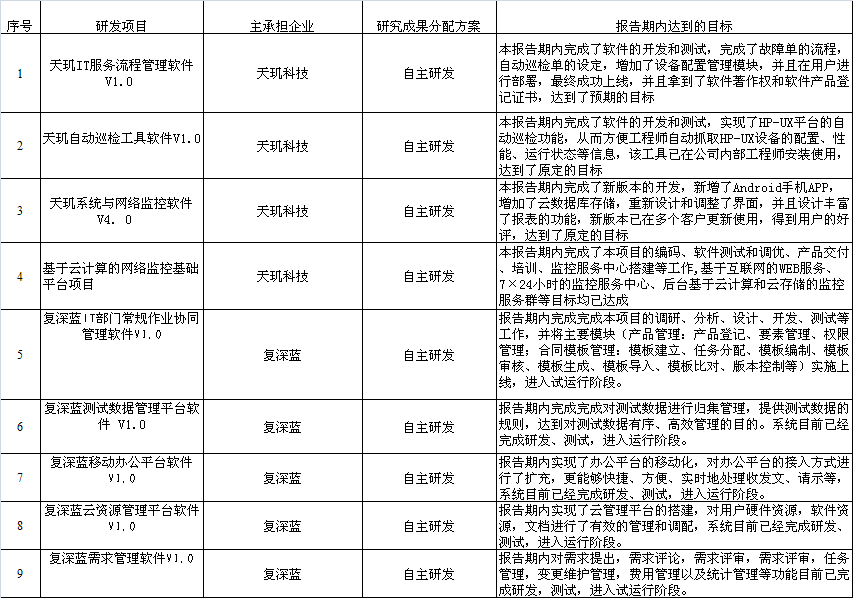 序号 研发项目 主承担企业 研究成果分配方案 报告期内达到的目标
1 天玑IT服务流程管理软件
V1.0 天玑科技 自主研发 本报告期内完成了软件的开发和测试，完成了故障单的流程，
自动巡检单的设定，增加了设备配置管理模块，并且在用户进
行部署，最终成功上线，并且拿到了软件著作权和软件产品登
记证书，达到了预期的目标
2 天玑自动巡检工具软件V1.0 天玑科技 自主研发 本报告期内完成了软件的开发和测试，实现了HP-UX平台的自
动巡检功能，从而方便工程师自动抓取HP-UX设备的配置、性
能、运行状态等信息，该工具已在公司内部工程师安装使用，
达到了原定的目标
3 天玑系统与网络监控软件
V4. 0 天玑科技 自主研发 本报告期内完成了新版本的开发，新增了Android手机APP，
增加了云数据库存储，重新设计和调整了界面，并且设计丰富
了报表的功能，新版本已在多个客户更新使用，得到用户的好
评，达到了原定的目标
4 基于云计算的网络监控基础
平台项目 天玑科技 自主研发 本报告期内完成了本项目的编码、软件测试和调优、产品交付
、培训、监控服务中心搭建等工作,基于互联网的WEB服务、
7×24小时的监控服务中心、后台基于云计算和云存储的监控
服务群等目标均已达成
5 复深蓝IT部门常规作业协同
管理软件V1.0 复深蓝 自主研发 报告期内完成完成本项目的调研、分析、设计、开发、测试等
工作，并将主要模块（产品管理：产品登记、要素管理、权限
管理；合同模板管理：模板建立、任务分配、模板编制、模板
审核、模板生成、模板导入、模板比对、版本控制等）实施上
线，进入试运行阶段。
6 复深蓝测试数据管理平台软
件 V1.0 复深蓝 自主研发 报告期内完成完成对测试数据进行归集管理，提供测试数据的
规则，达到对测试数据有序、高效管理的目的。系统目前已经
完成研发、测试，进入运行阶段。
7 复深蓝移动办公平台软件
V1.0 复深蓝 自主研发 报告期内实现了办公平台的移动化，对办公平台的接入方式进
行了扩充，更能够快捷、方便、实时地处理收发文、请示等，
系统目前已经完成研发、测试，进入运行阶段。
8 复深蓝云资源管理平台软件
V1.0 复深蓝 自主研发 报告期内实现了云管理平台的搭建，对用户硬件资源，软件资
源，文档进行了有效的管理和调配，系统目前已经完成研发、
测试，进入运行阶段。
9 复深蓝需求管理软件V1.0 复深蓝 自主研发 报告期内对需求提出，需求评论，需求评审，需求评审，任务
管理，变更维护管理，费用管理以及统计管理等功能目前已完
成研发，测试，进入试运行阶段。